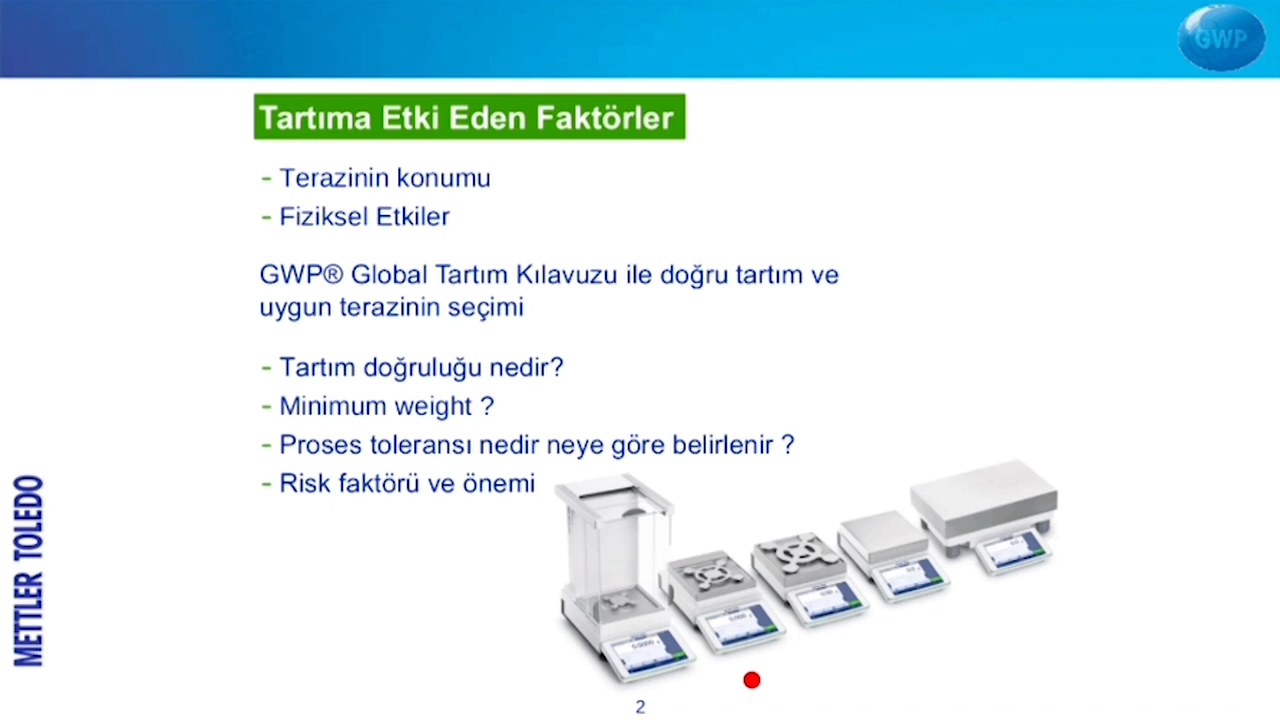 GWP
Tartıma Etki Eden Faktörler
- Terazinin konumu
- Fiziksel Etkiler
GWP® Global Tartım Kılavuzu ile doğru tartım ve
uygun terazinin seçimi
- Tartım doğruluğu nedir?
- Minimum weight ?
- Proses toleransı nedir neye göre belirlenir ?
- Risk faktörü ve önemi
METTLER TOLEDO
2